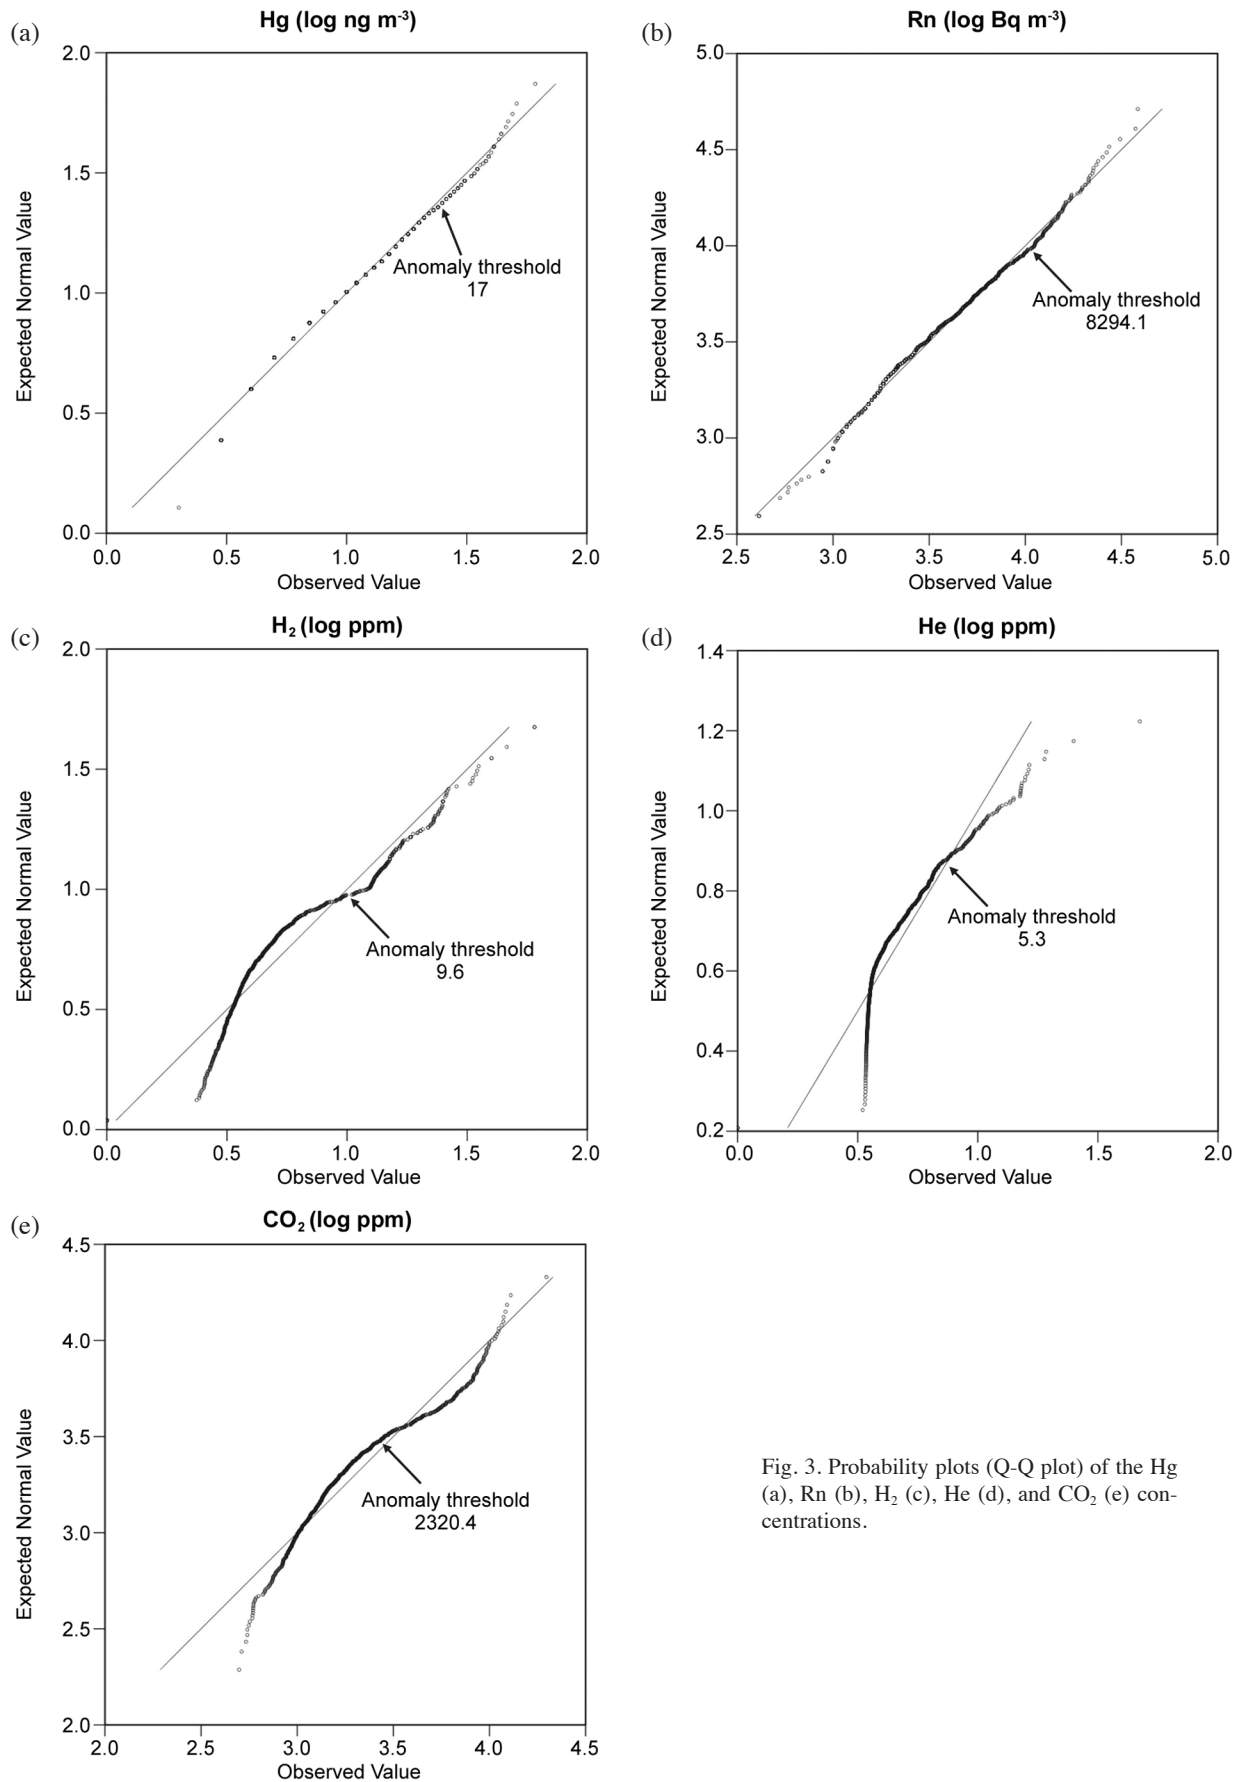 (a)
Hg (log ng m-3)
2.0
1.5
1.0
0.5
0.0
Expected Normal Value
Anomaly threshold
17
0.0 0.5 1.0 1.5 2.0
Observed Value
(b)
Rn (log Bq m-3)
5.0
4.5
4.0
3.5
3.0
2.5
Expected Normal Value
Anomaly threshold
8294.1
2.5 3.0 3.5 4.0 4.5 5.0
Observed Value
(c)
H2 (log ppm)
2.0
1.5
1.0
0.5
0.0
Expected Normal Value
Anomaly threshold
9.6
0.0 0.5 1.0 1.5 2.0
Observed Value
(d)
He (log ppm)
1.4
1.2
1.0
0.8
0.6
0.4
0.2
Expected Normal Value
Anomaly threshold
5.3
0.0 0.5 1.0 1.5 2.0
Observed Value
(e)
CO2 (log ppm)
4.5
4.0
3.5
3.0
2.5
2.0
Expected Normal Value
Anomaly threshold
2320.4
2.0 2.5 3.0 3.5 4.0 4.5
Observed Value
Fig. 3. Probability plots (Q-Q plot) of the Hg
(a), Rn (b), H2 (c), He (d), and CO2 (e) con-
centrations.